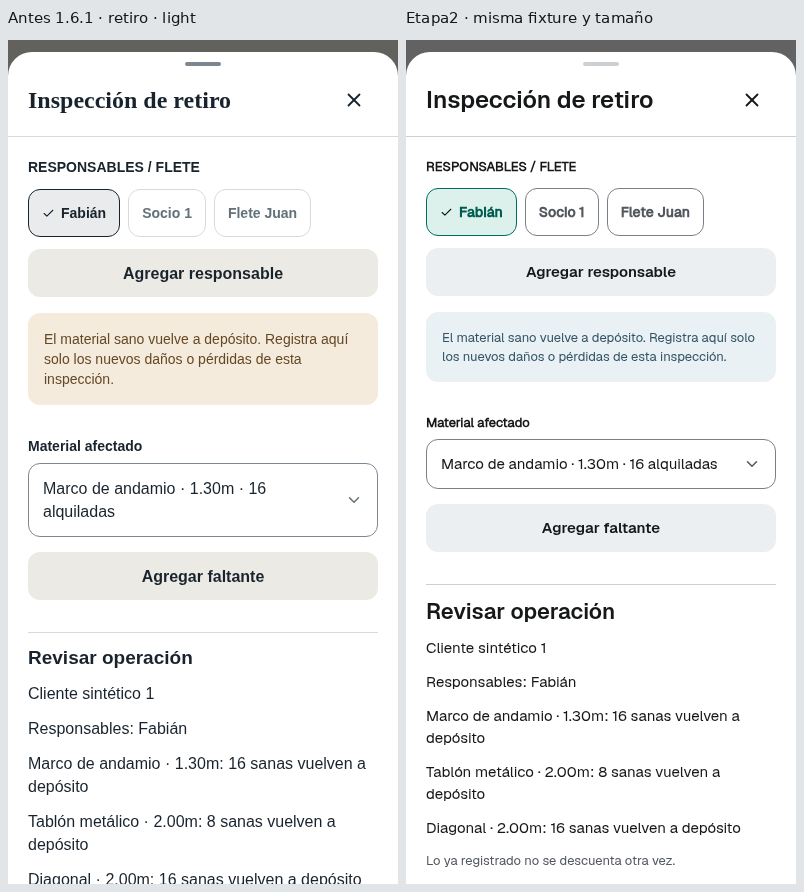 Antes 1.6.1 · retiro · light
Inspección de retiro
RESPONSABLES / FLETE
Fabián
Socio 1
Flete Juan
Agregar responsable
El material sano vuelve a depósito. Registra aquí
solo los nuevos daños o pérdidas de esta
inspección.
Material afectado
Marco de andamio · 1.30m · 16
alquiladas
Agregar faltante
Revisar operación
Cliente sintético 1
Responsables: Fabián
Marco de andamio · 1.30m: 16 sanas vuelven a
depósito
Tablón metálico · 2.00m: 8 sanas vuelven a
depósito
Diagonal · 2.00m: 16 sanas vuelven a depósito
Etapa2 · misma fixture y tamaño
Inspección de retiro
RESPONSABLES / FLETE
Fabián
Socio 1
Flete Juan
Agregar responsable
El material sano vuelve a depósito. Registra aquí solo
los nuevos daños o pérdidas de esta inspección.
Material afectado
Marco de andamio · 1.30m · 16 alquiladas
Agregar faltante
Revisar operación
Cliente sintético 1
Responsables: Fabián
Marco de andamio · 1.30m: 16 sanas vuelven a
depósito
Tablón metálico · 2.00m: 8 sanas vuelven a
depósito
Diagonal · 2.00m: 16 sanas vuelven a depósito
Lo ya registrado no se descuenta otra vez.